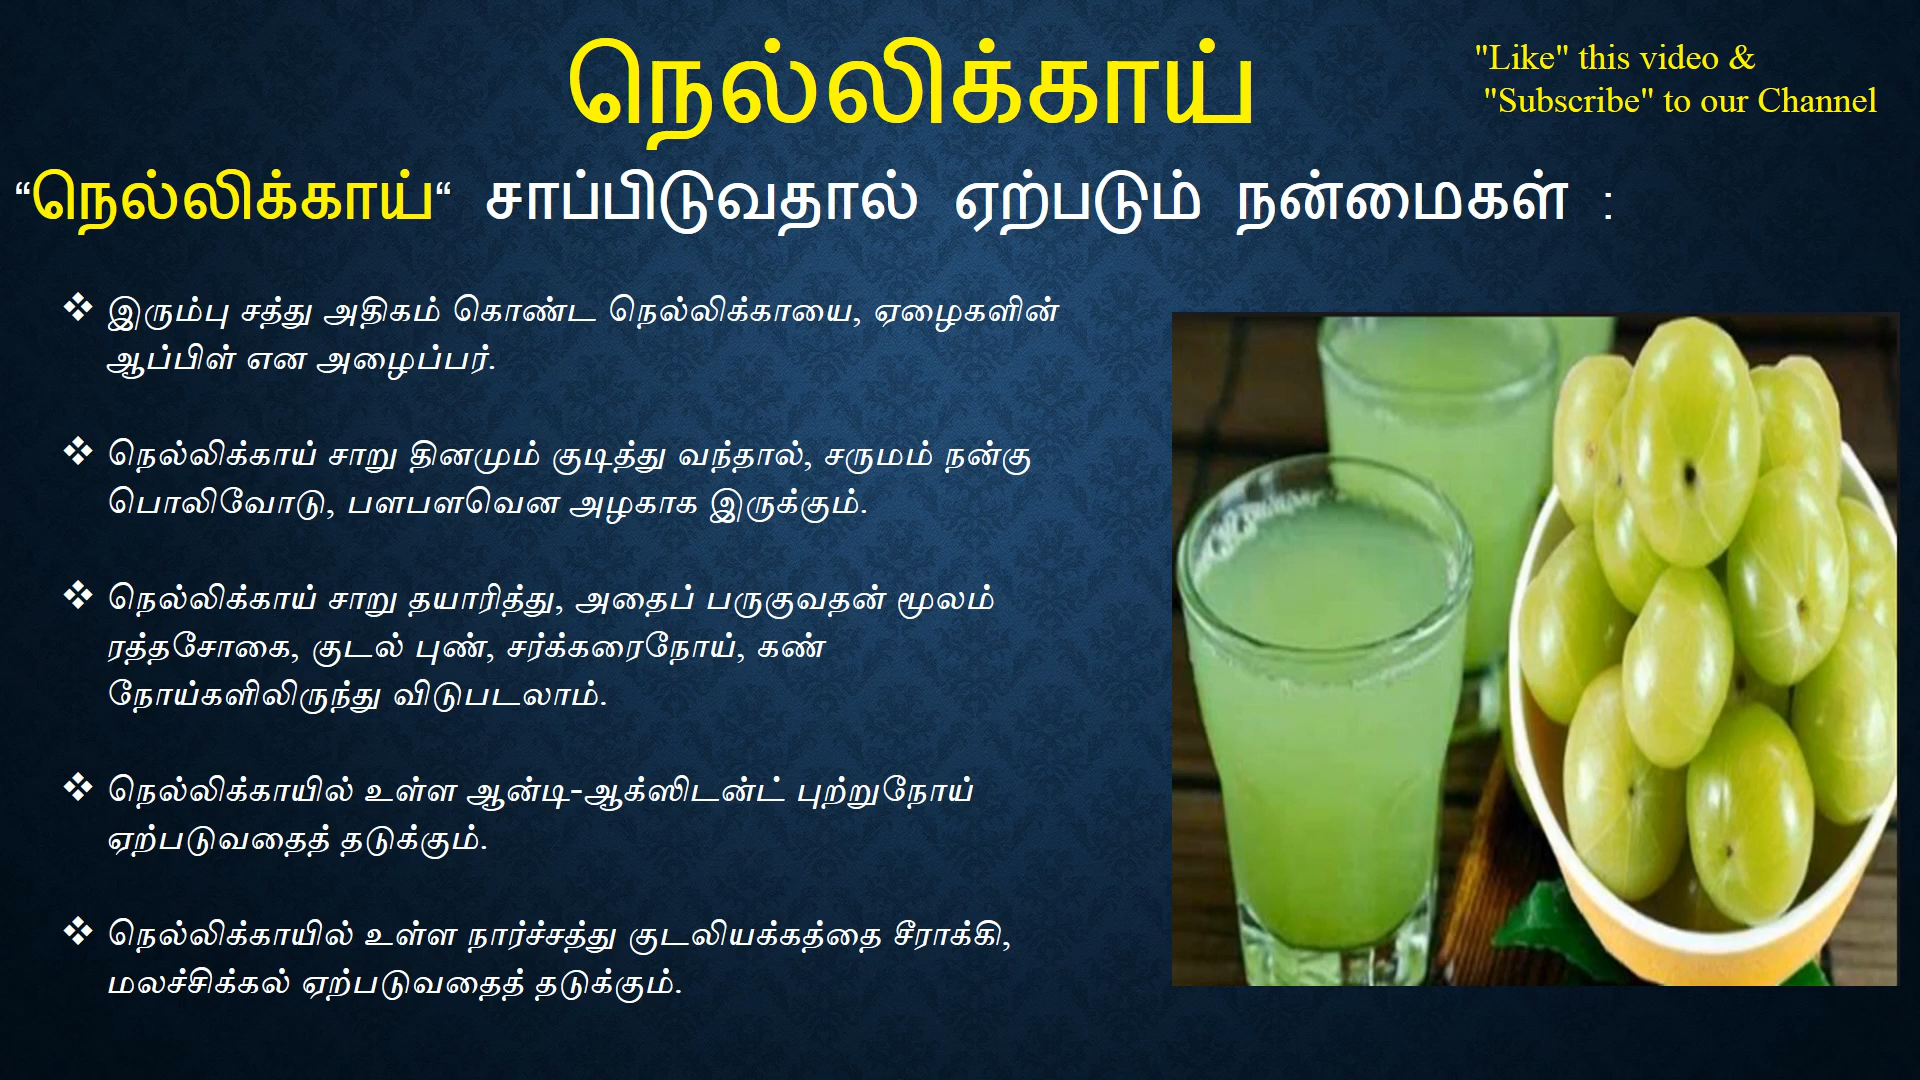 நெல்லிக்காய்
"Like" this video &
"Subscribe" to our Channel
“நெல்லிக்காய்“ சாப்பிடுவதால் ஏற்படும் நன்மைகள் :
❖ இரும்பு சத்து அதிகம் கொண்ட நெல்லிக்காயை, ஏழைகளின்
ஆப்பிள் என அழைப்பர்.
❖ நெல்லிக்காய் சாறு தினமும் குடித்து வந்தால், சருமம் நன்கு
பொலிவோடு, பளபளவென அழகாக இருக்கும்.
❖ நெல்லிக்காய் சாறு தயாரித்து, அதைப் பருகுவதன் மூலம்
ரத்தசோகை, குடல் புண், சர்க்கரைநோய், கண்
நோய்களிலிருந்து விடுபடலாம்.
❖ நெல்லிக்காயில் உள்ள ஆன்டி-ஆக்ஸிடன்ட் புற்றுநோய்
ஏற்படுவதைத் தடுக்கும்.
❖ நெல்லிக்காயில் உள்ள நார்ச்சத்து குடலியக்கத்தை சீராக்கி,
மலச்சிக்கல் ஏற்படுவதைத் தடுக்கும்.